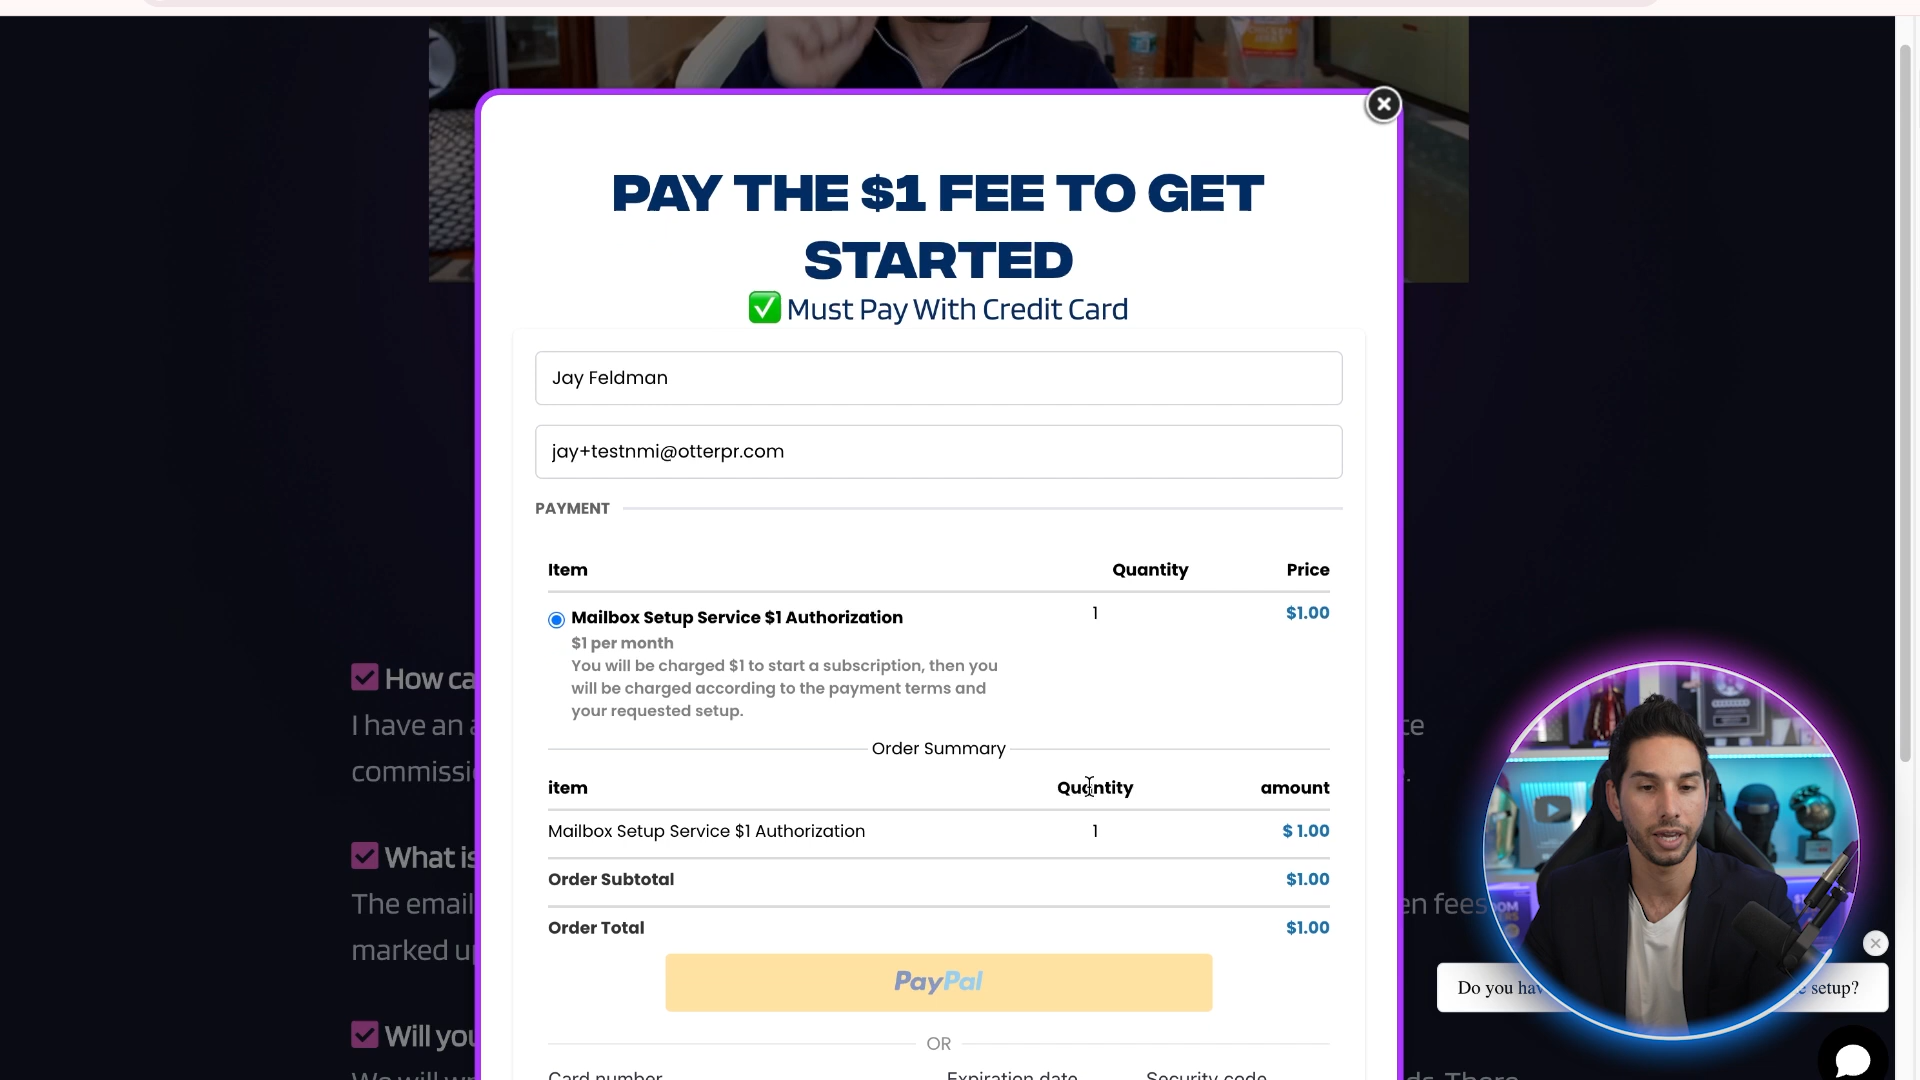 PAY THE $1 FEE TO GET
STARTED
✅ Must Pay With Credit Card
Jay Feldman
jay+testnmi@otterpr.com
PAYMENT
Item Quantity Price
Mailbox Setup Service $1 Authorization 1 $1.00
$1 per month
You will be charged $1 to start a subscription, then you
will be charged according to the payment terms and
your requested setup.
Order Summary
item Quantity amount
Mailbox Setup Service $1 Authorization 1 $ 1.00
Order Subtotal $1.00
Order Total $1.00
PayPal
OR
Card number Expiration date Security code
How
I have an
What
The email
fees
marked
Will
Do you setup?